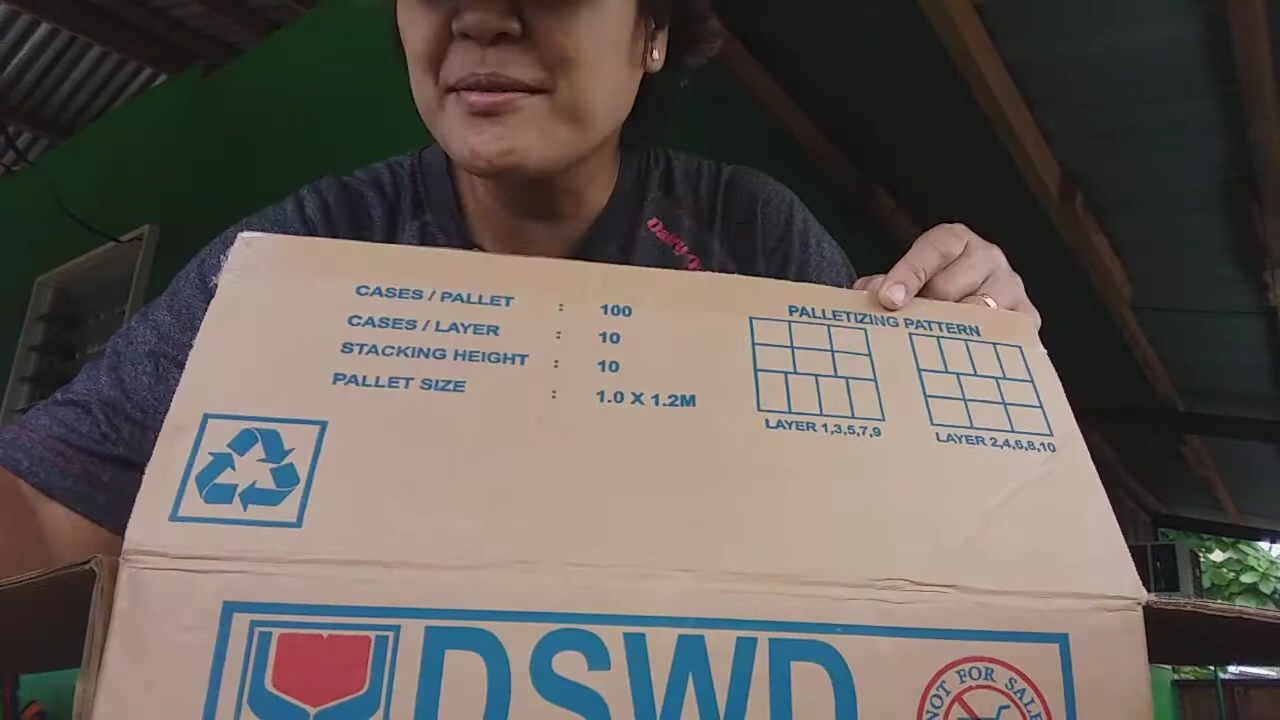 Dairy
CASES / PALLET : 100
CASES / LAYER : 10
STACKING HEIGHT : 10
PALLET SIZE : 1.0 X 1.2M
PALLETIZING PATTERN
LAYER 1,3,5,7,9
LAYER 2,4,6,8,10
DSWD
NOT FOR SALE